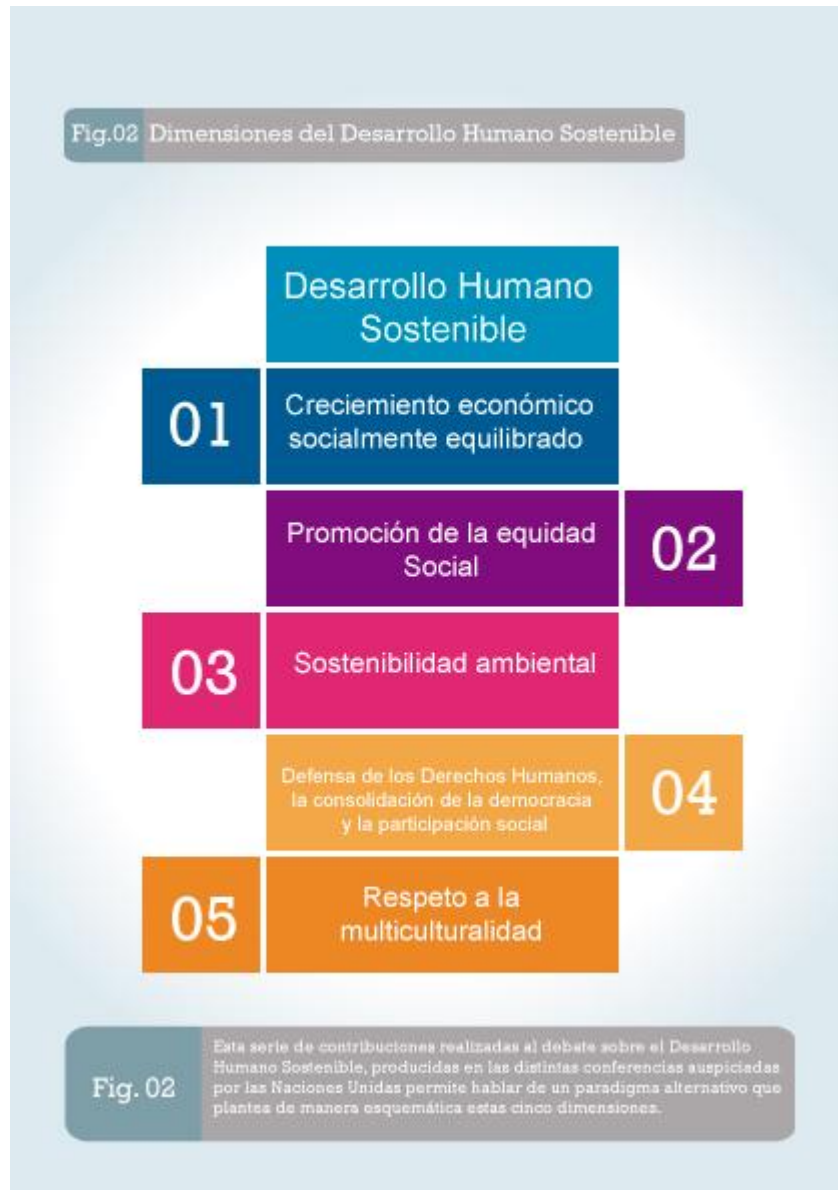 Fig.02 Dimensiones del Desarrollo Humano Sostenible
Desarrollo Humano
Sostenible
01
Creciemiento económico
socialmente equilibrado
Promoción de la equidad
Social
02
03
Sostenibilidad ambiental
Defensa de los Derechos Humanos,
la consolidación de la democracia
y la participación social
04
05
Respeto a la
multiculturalidad
Fig. 02
Esta serie de contribuciones realizadas al debate sobre el Desarrollo
Humano Sostenible, producidas en las distintas conferencias auspiciadas
por las Naciones Unidas permite hablar de un paradigma alternativo que
plantea de manera esquemática estas cinco dimensiones.